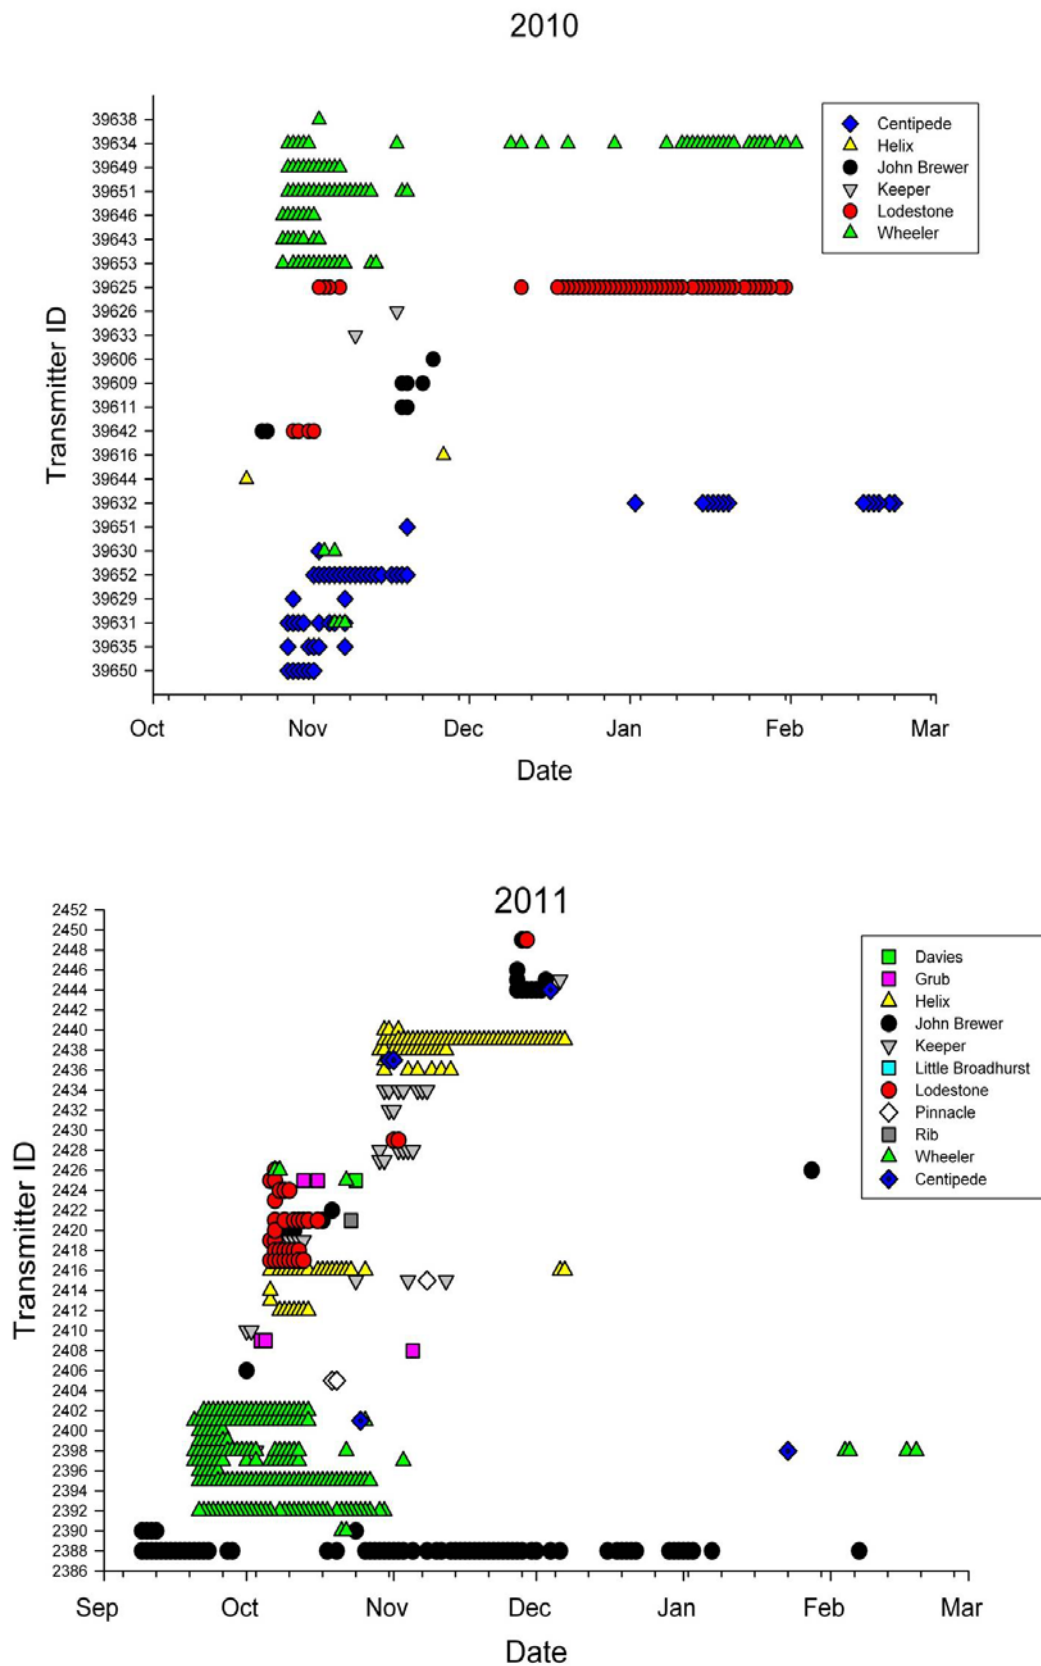 2010
39638
39634
39649
39651
39646
39643
39653
39625
39626
39633
39606
39609
39611
39642
39616
39644
39632
39651
39630
39652
39629
39631
39635
39650
Transmitter ID
Centipede
Helix
John Brewer
Keeper
Lodestone
Wheeler
Oct Nov Dec Jan Feb Mar
Date
2011
2452
2450
2448
2446
2444
2442
2440
2438
2436
2434
2432
2430
2428
2426
2424
2422
2420
2418
2416
2414
2412
2410
2408
2406
2404
2402
2400
2398
2396
2394
2392
2390
2388
2386
Transmitter ID
Davies
Grub
Helix
John Brewer
Keeper
Little Broadhurst
Lodestone
Pinnacle
Rib
Wheeler
Centipede
Sep Oct Nov Dec Jan Feb Mar
Date